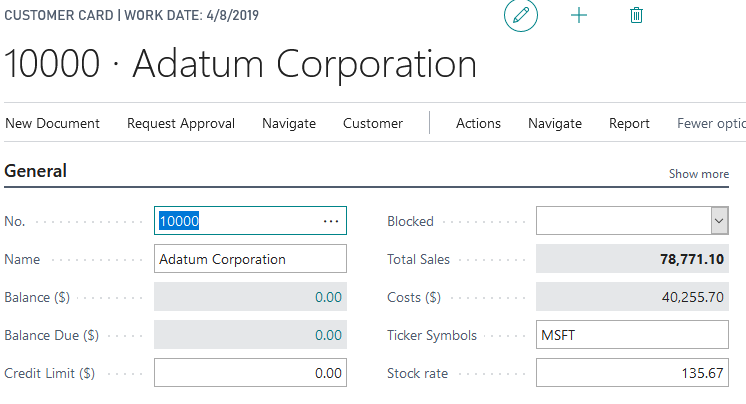 CUSTOMER CARD | WORK DATE: 4/8/2019
10000 · Adatum Corporation
New Document Request Approval Navigate Customer Actions Navigate Report Fewer optio
General Show more
No. 10000 ... Blocked
Name Adatum Corporation Total Sales 78,771.10
Balance ($) 0.00 Costs ($) 40,255.70
Balance Due ($) 0.00 Ticker Symbols MSFT
Credit Limit ($) 0.00 Stock rate 135.67